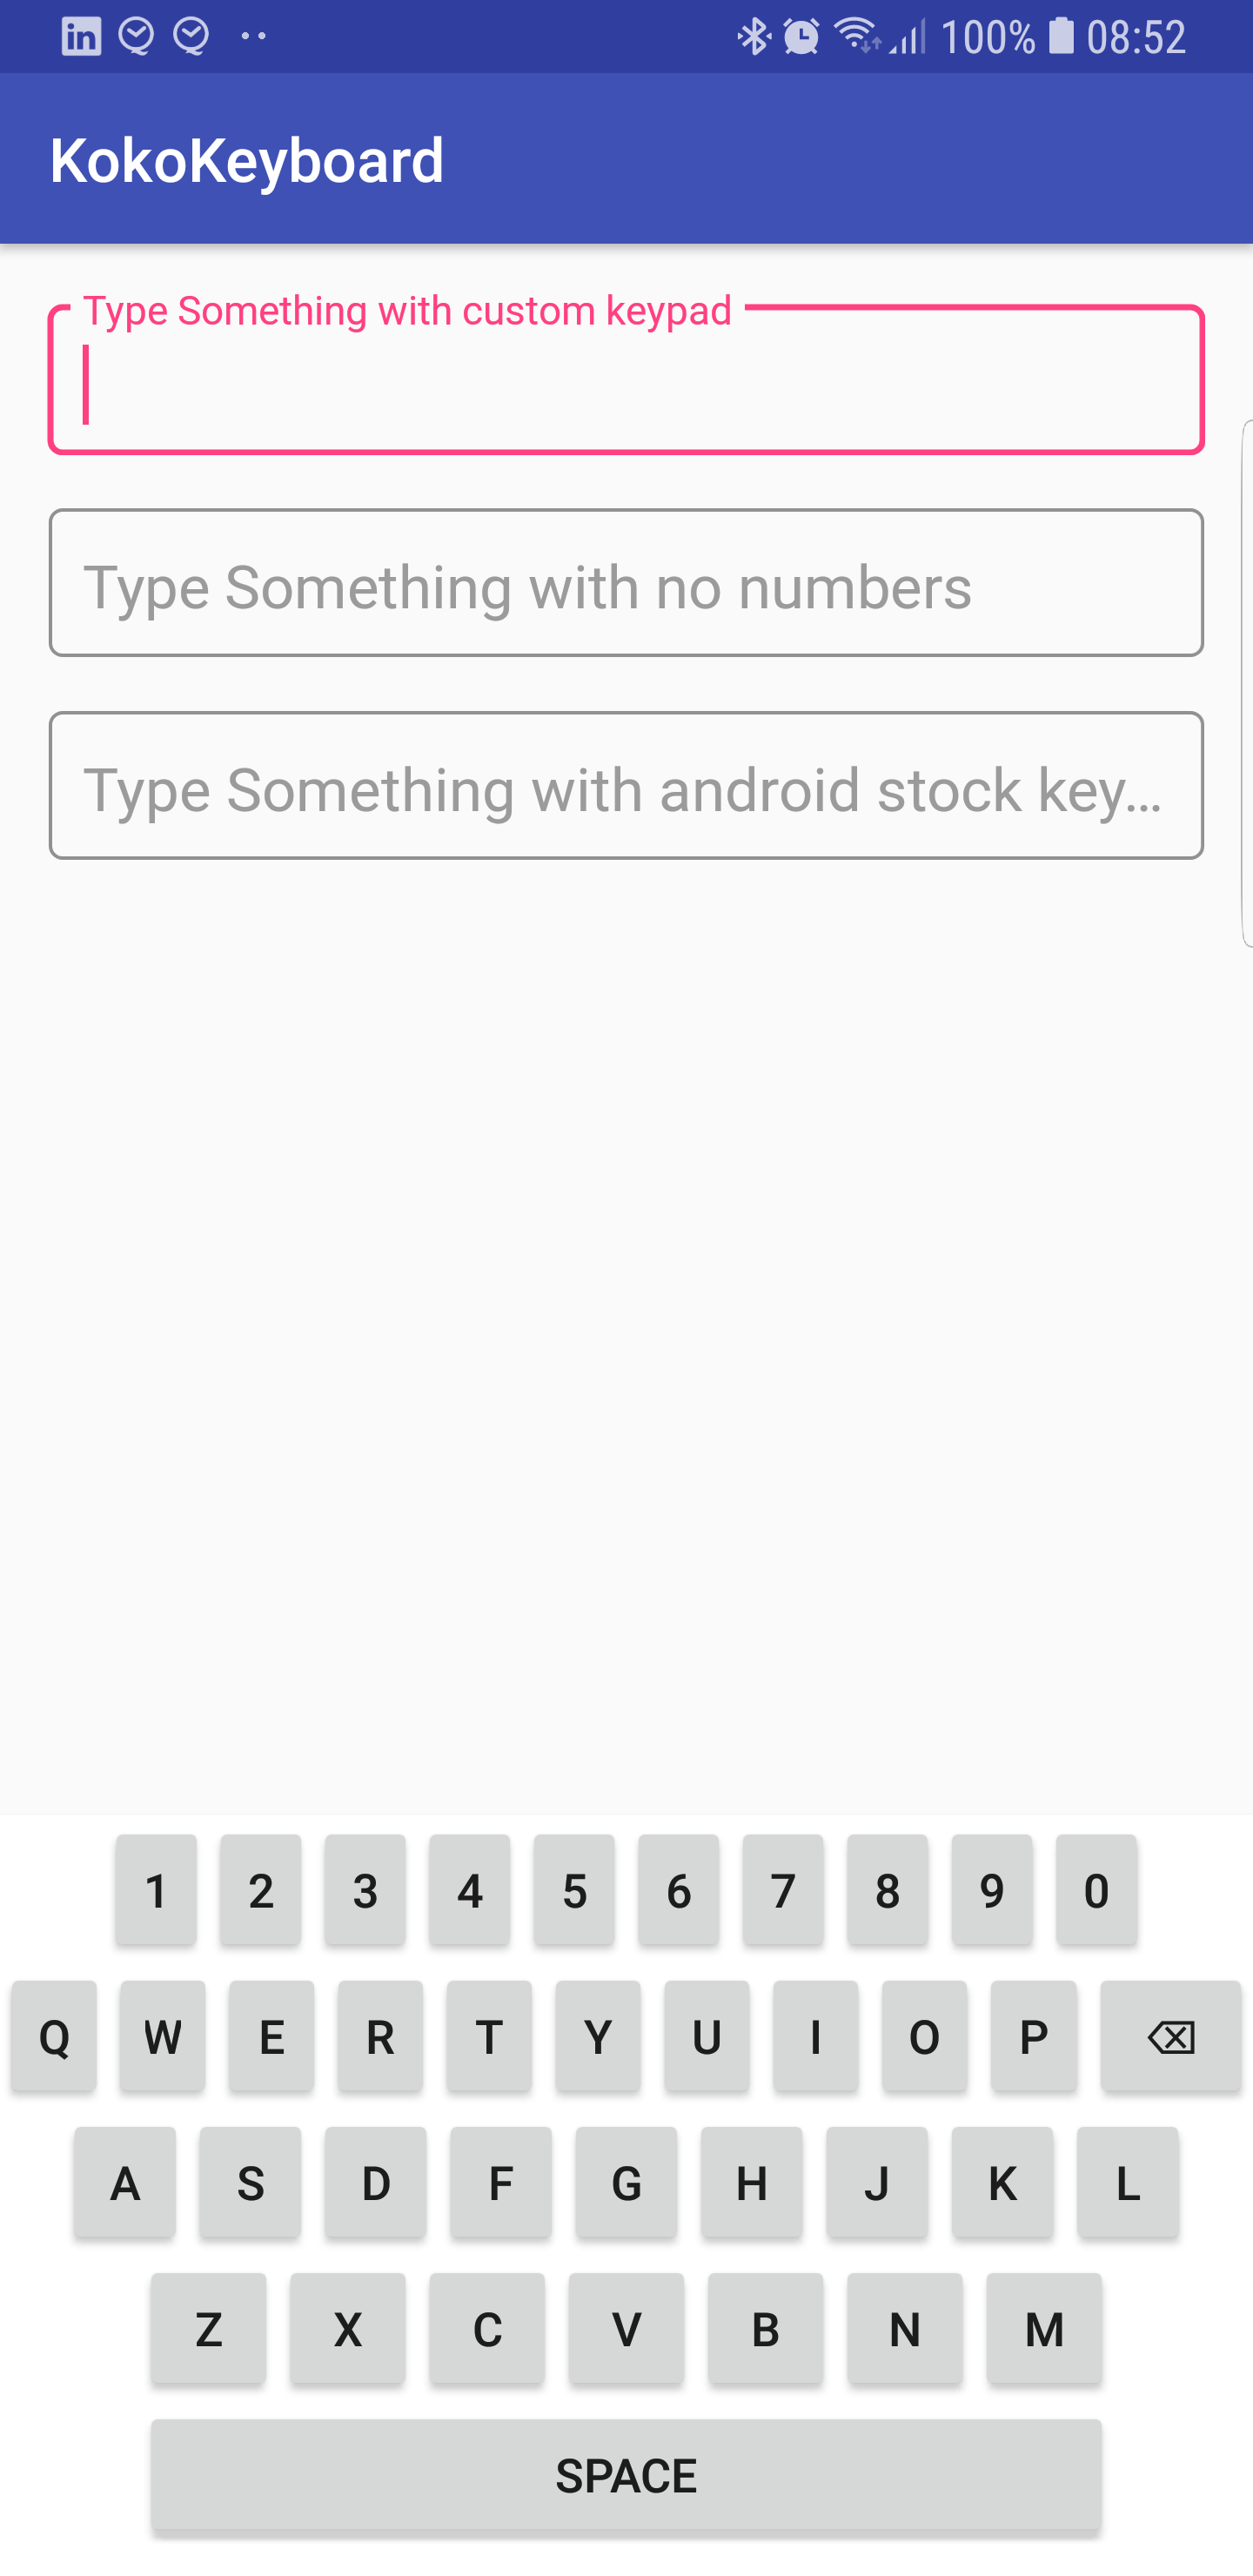 in 100% 08:52
KokoKeyboard
Type Something with custom keypad
Type Something with no numbers
Type Something with android stock key...
1 2 3 4 5 6 7 8 9 0
Q W E R T Y U I O P
A S D F G H J K L
Z X C V B N M
SPACE